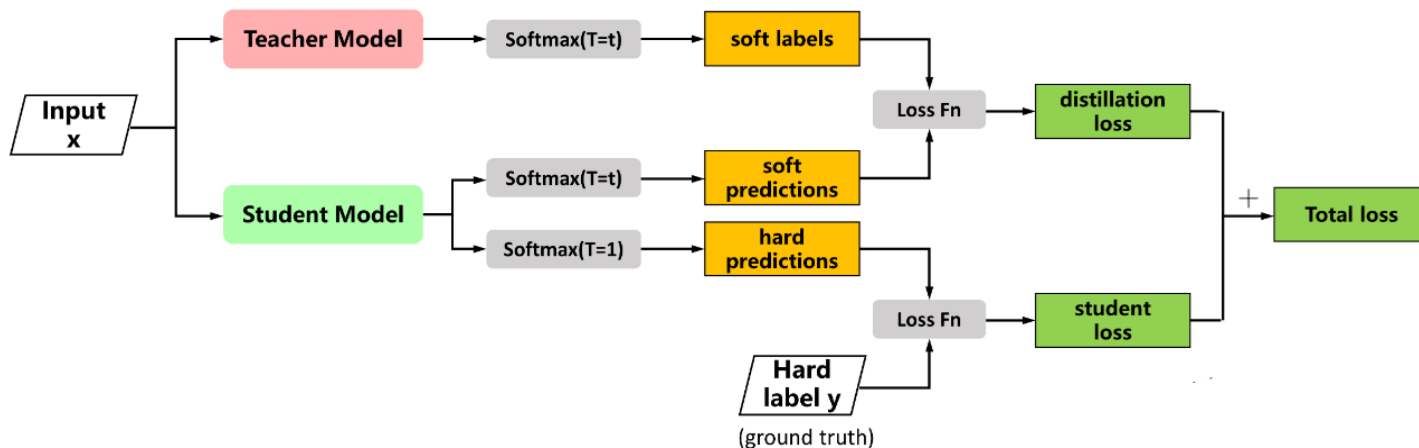 Teacher Model
Softmax(T=t)
soft labels
Input
x
Loss Fn
distillation
loss
Student Model
Softmax(T=t)
soft
predictions
+
Total loss
Softmax(T=1)
hard
predictions
Loss Fn
student
loss
Hard
label y
(ground truth)